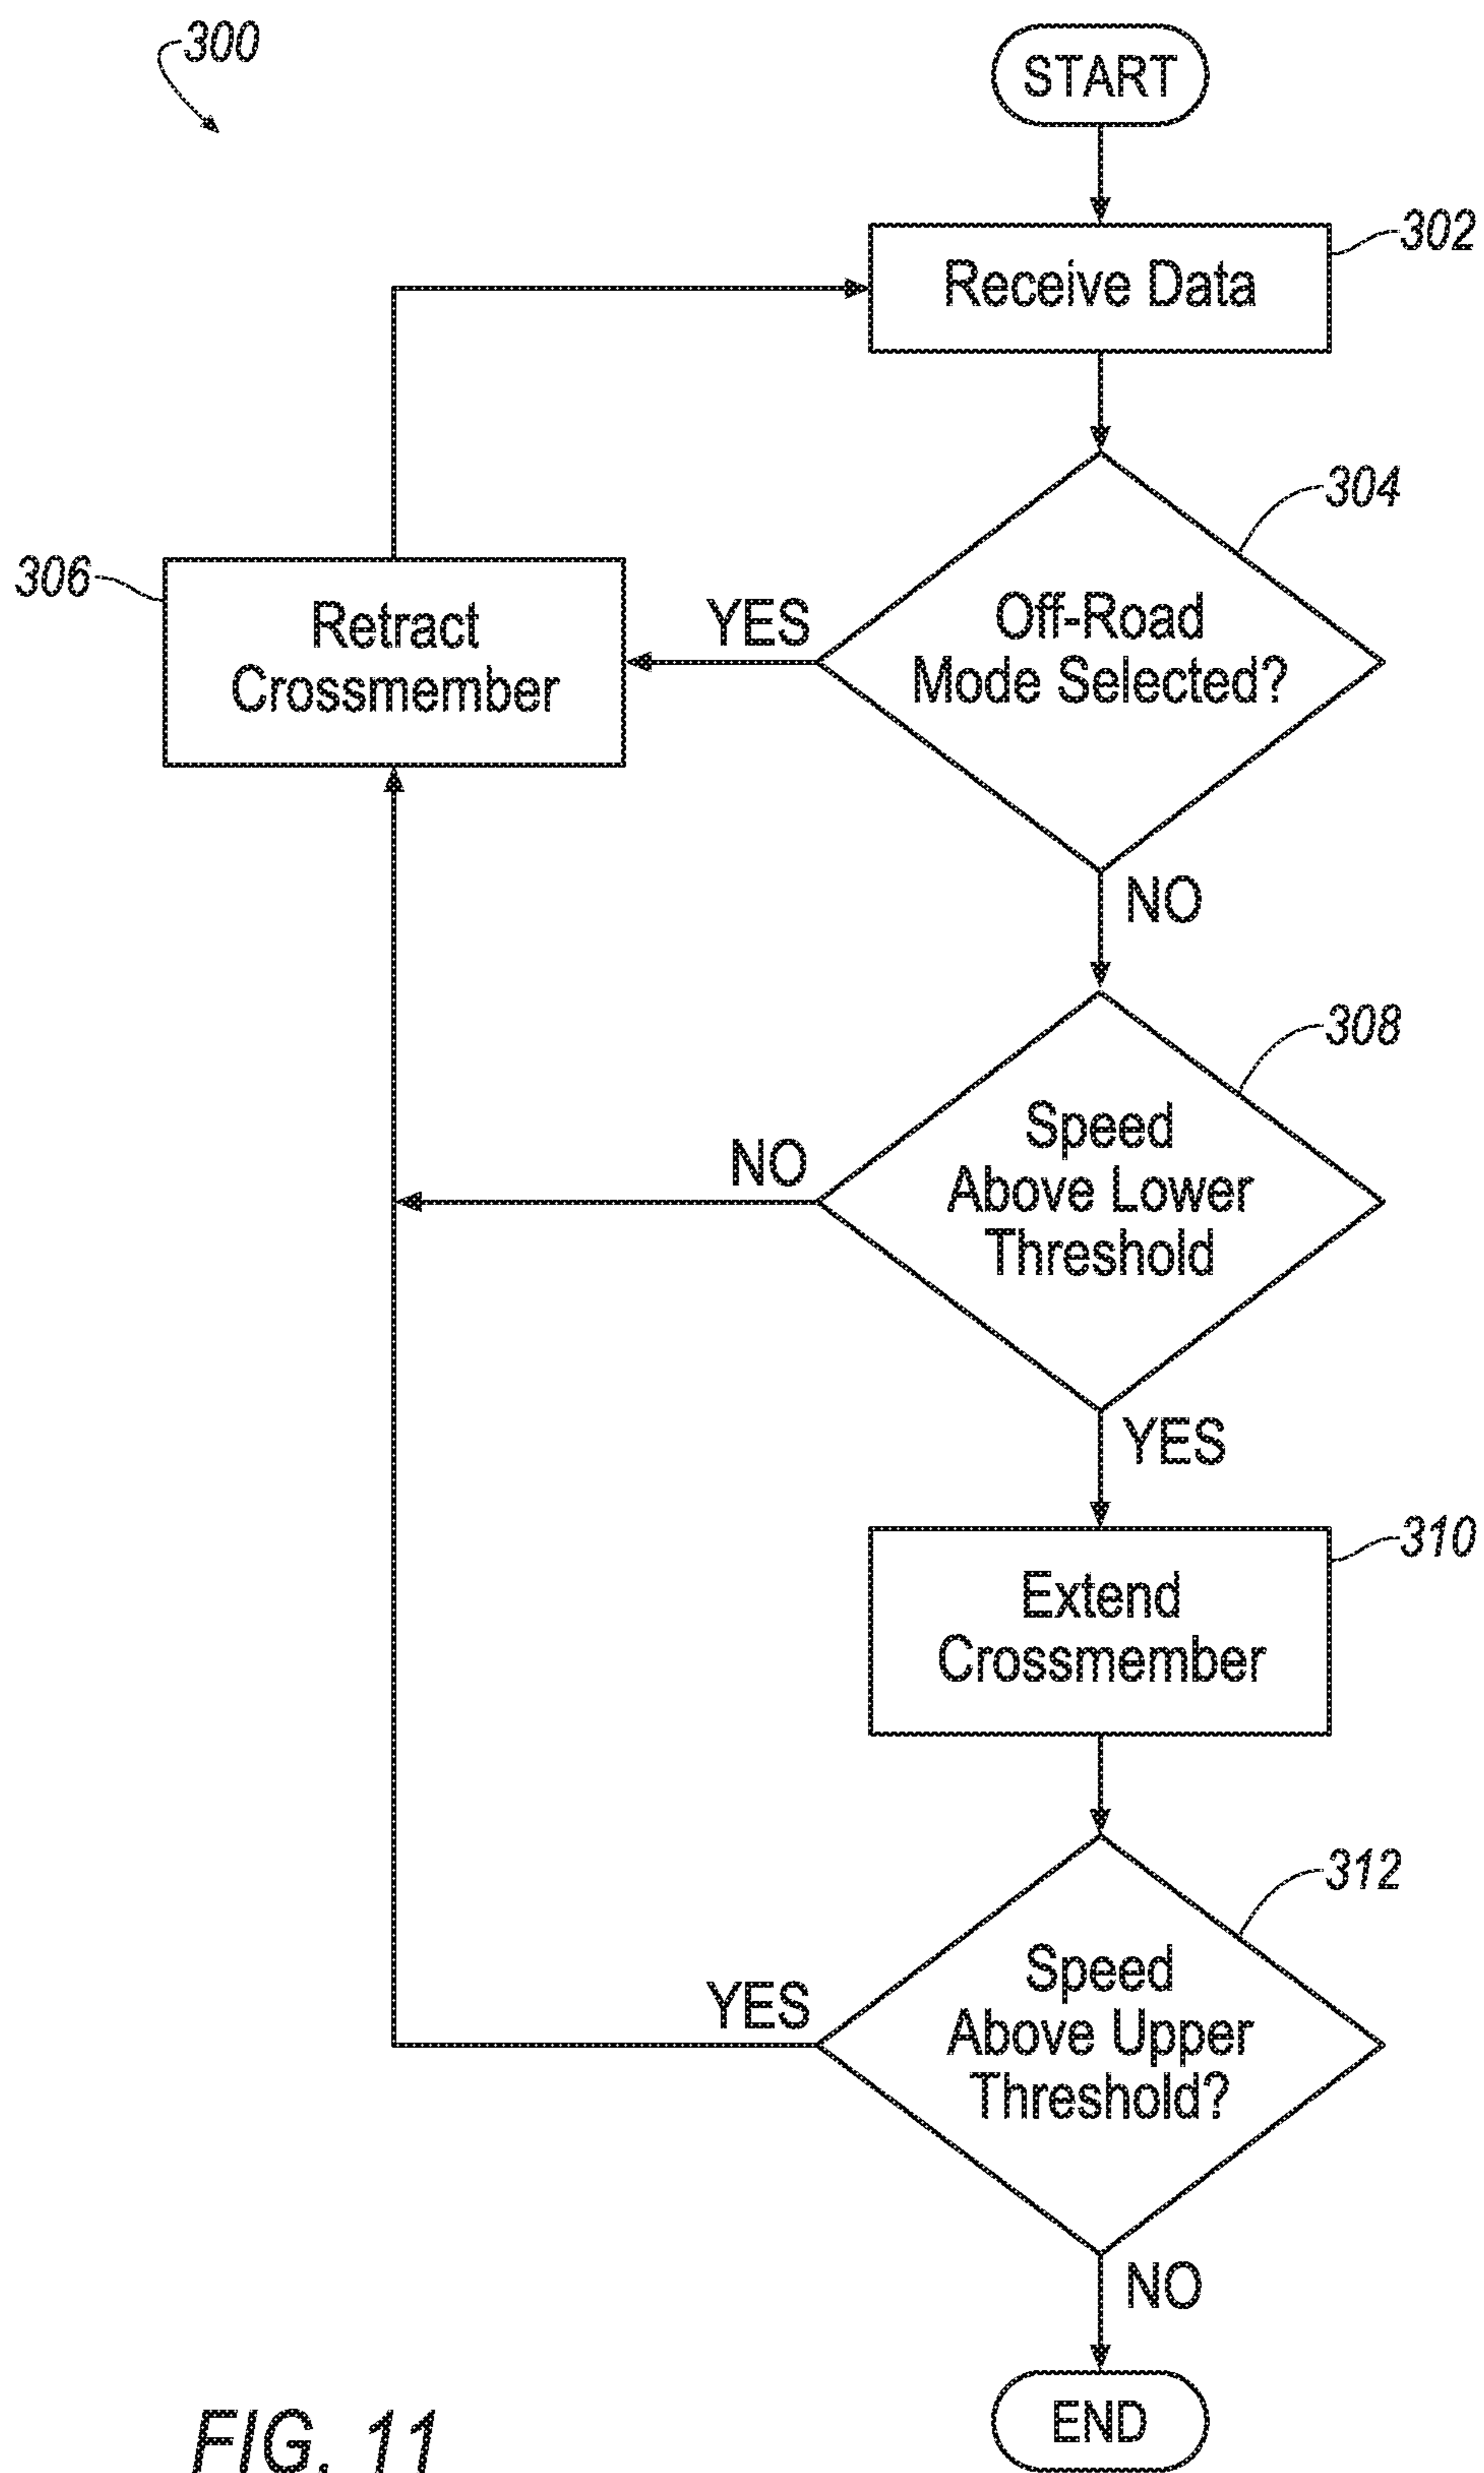 300
START
302
Receive Data
304
306
Retract
Crossmember
YES
Off-Road
Mode Selected?
NO
308
NO
Speed
Above Lower
Threshold
YES
310
Extend
Crossmember
312
YES
Speed
Above Upper
Threshold?
NO
END
FIG. 11